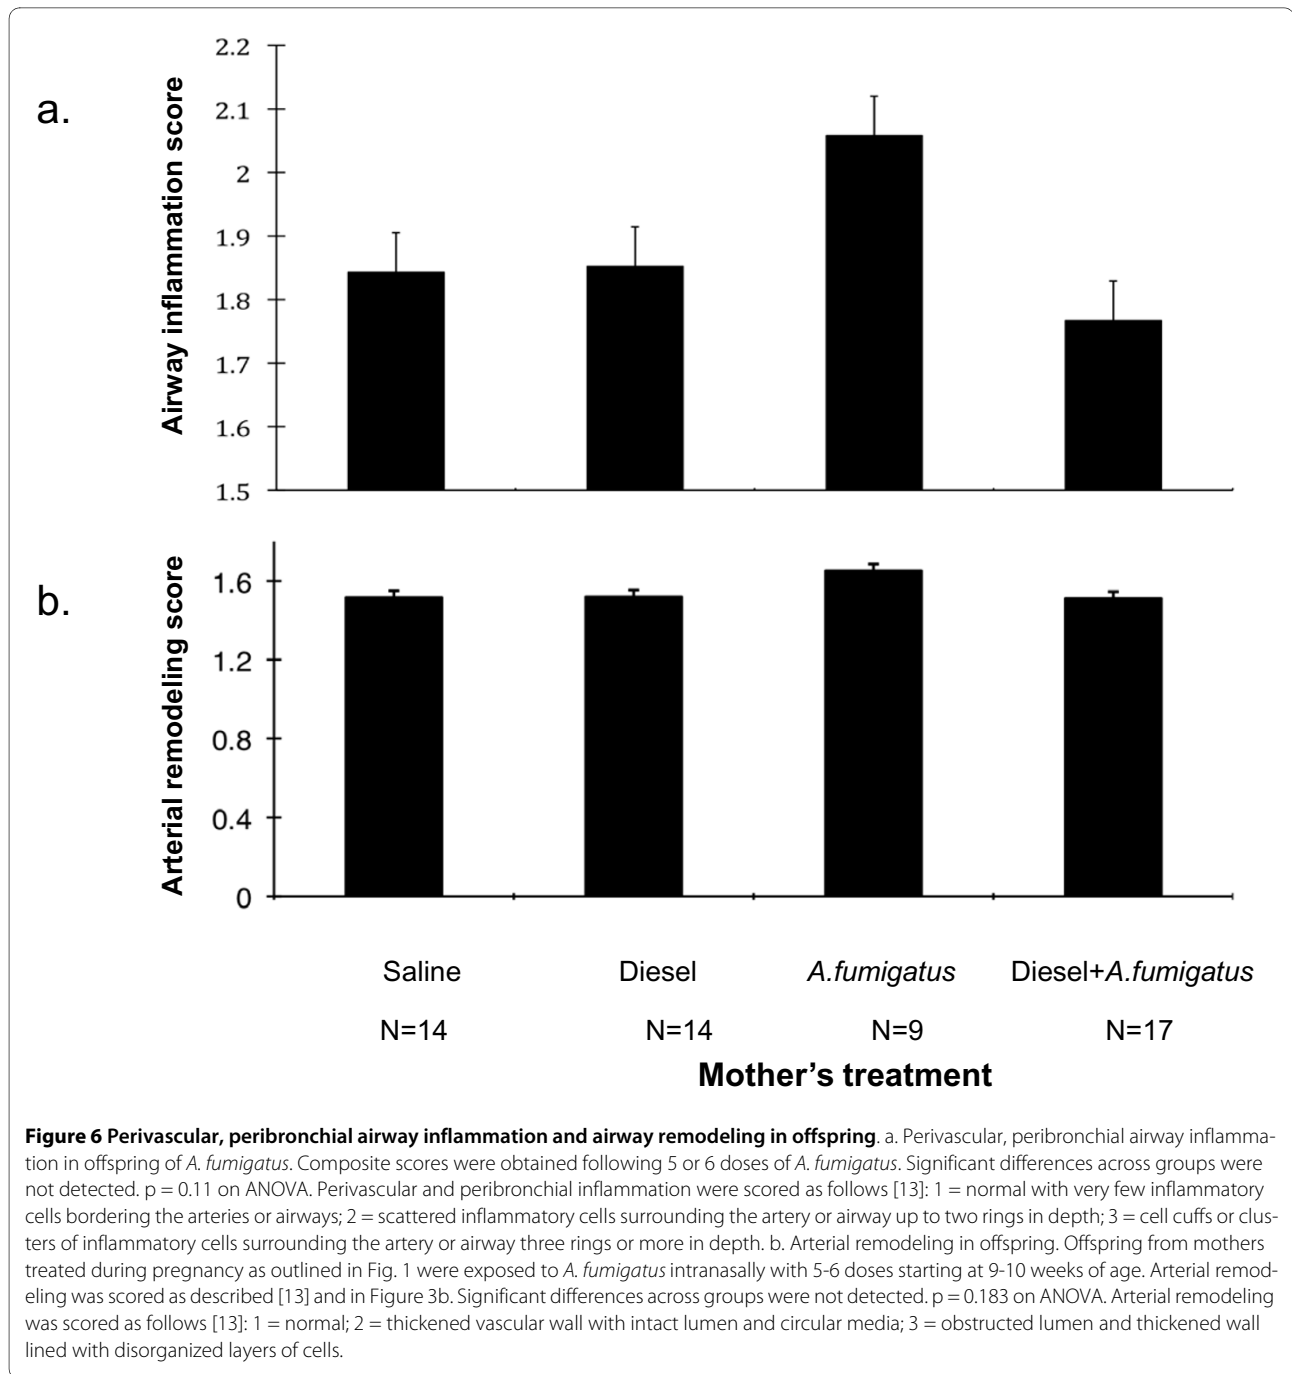 a.
Airway inflammation score
2.2
2.1
2
1.9
1.8
1.7
1.6
1.5
b.
Arterial remodeling score
1.6
1.2
0.8
0.4
0
Saline Diesel A.fumigatus Diesel+A.fumigatus
N=14 N=14 N=9 N=17
Mother's treatment
Figure 6 Perivascular, peribronchial airway inflammation and airway remodeling in offspring. a. Perivascular, peribronchial airway inflamma-
tion in offspring of A. fumigatus. Composite scores were obtained following 5 or 6 doses of A. fumigatus. Significant differences across groups were
not detected. p = 0.11 on ANOVA. Perivascular and peribronchial inflammation were scored as follows [13]: 1 = normal with very few inflammatory
cells bordering the arteries or airways; 2 = scattered inflammatory cells surrounding the artery or airway up to two rings in depth; 3 = cell cuffs or clus-
ters of inflammatory cells surrounding the artery or airway three rings or more in depth. b. Arterial remodeling in offspring. Offspring from mothers
treated during pregnancy as outlined in Fig. 1 were exposed to A. fumigatus intranasally with 5-6 doses starting at 9-10 weeks of age. Arterial remod-
eling was scored as described [13] and in Figure 3b. Significant differences across groups were not detected. p = 0.183 on ANOVA. Arterial remodeling
was scored as follows [13]: 1 = normal; 2 = thickened vascular wall with intact lumen and circular media; 3 = obstructed lumen and thickened wall
lined with disorganized layers of cells.